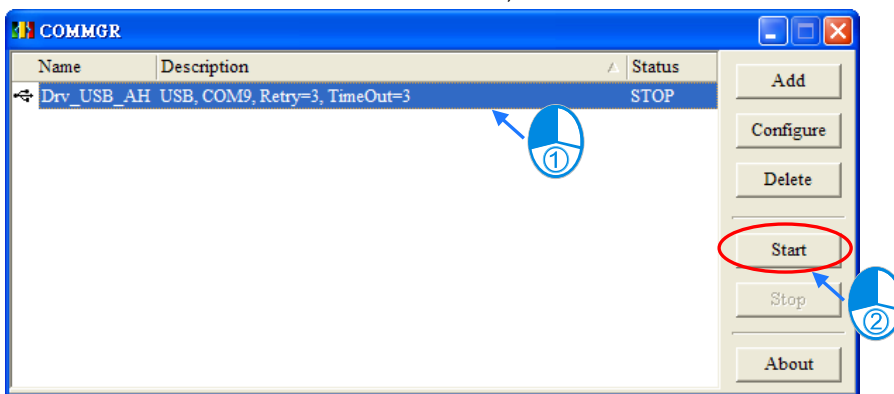 COMMGR
Name Description Status
Drv_USB_AH USB, COM9, Retry=3, TimeOut=3 STOP
Add
Configure
Delete
Start
Stop
About
①
②